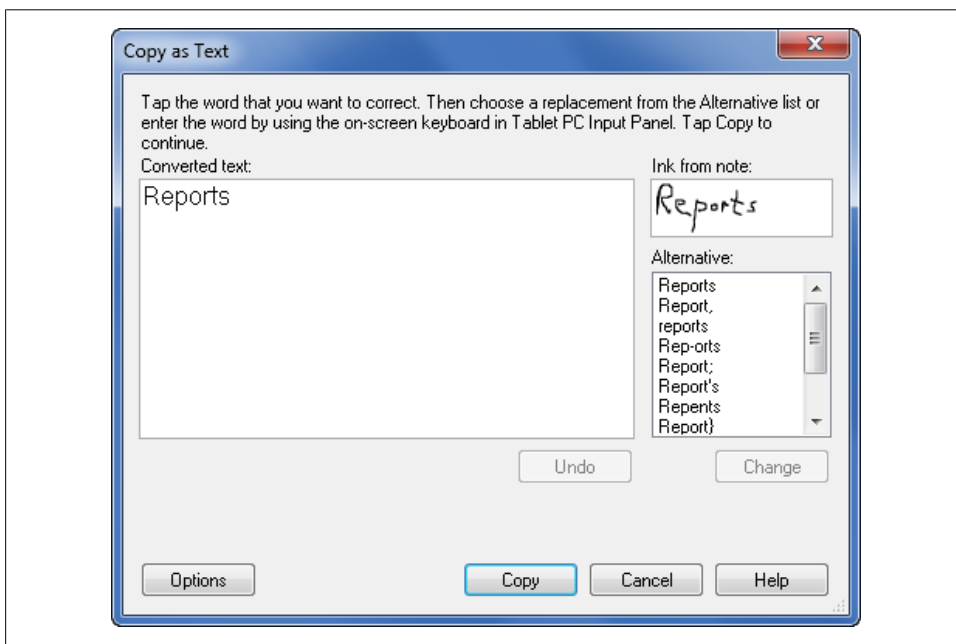 Copy as Text
Tap the word that you want to correct. Then choose a replacement from the Alternative list or
enter the word by using the on-screen keyboard in Tablet PC Input Panel. Tap Copy to
continue.
Converted text:
Reports
Ink from note:
Reports
Alternative:
Reports
Report,
reports
Rep-orts
Report;
Report's
Repents
Report}
Undo
Change
Options
Copy
Cancel
Help